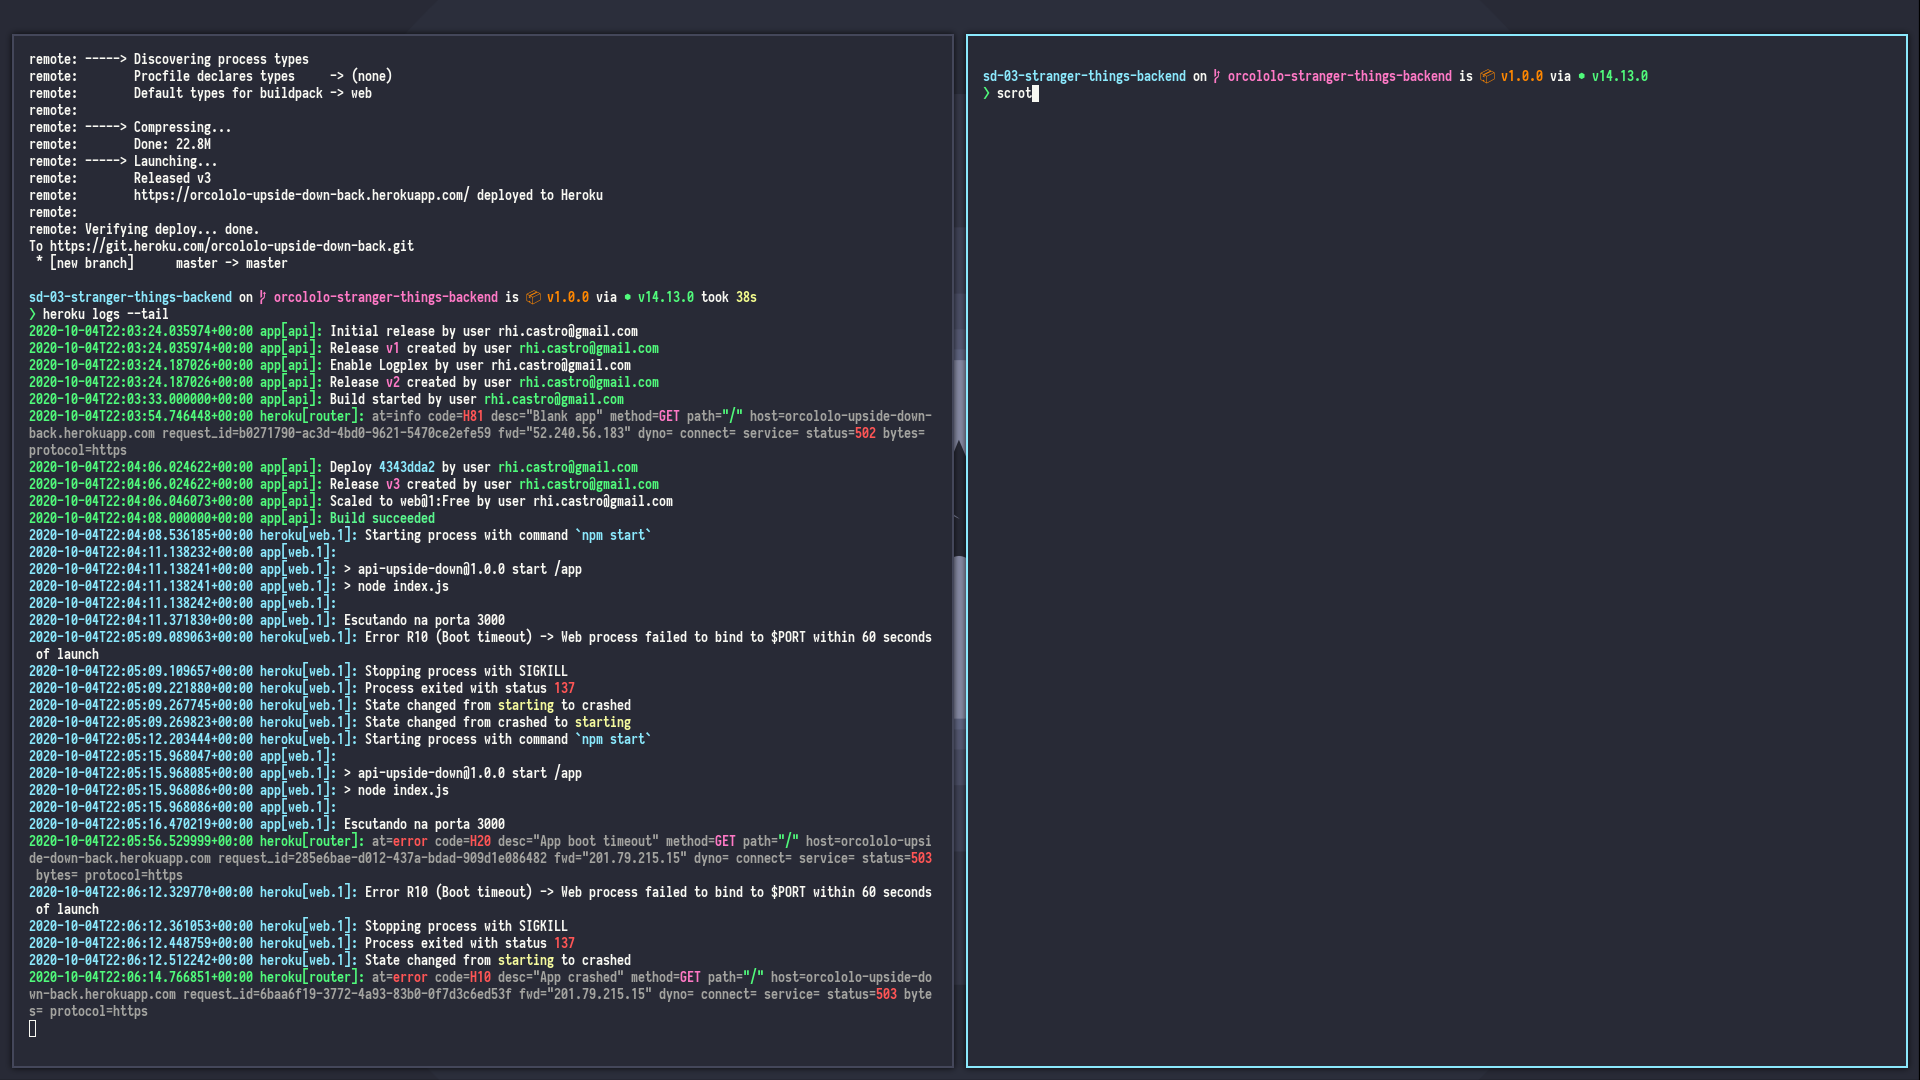 remote: -----> Discovering process types
remote:        Procfile declares types     -> (none)
remote:        Default types for buildpack -> web
remote:
remote: -----> Compressing...
remote:        Done: 22.8M
remote: -----> Launching...
remote:        Released v3
remote:        https://orcololo-upside-down-back.herokuapp.com/ deployed to Heroku
remote:
remote: Verifying deploy... done.
To https://git.heroku.com/orcololo-upside-down-back.git
 * [new branch]      master -> master
sd-03-stranger-things-backend on orcololo-stranger-things-backend is v1.0.0 via ● v14.13.0 took 38s
❯ heroku logs --tail
2020-10-04T22:03:24.035974+00:00 app[api]: Initial release by user rhi.castro@gmail.com
2020-10-04T22:03:24.035974+00:00 app[api]: Release v1 created by user rhi.castro@gmail.com
2020-10-04T22:03:24.187026+00:00 app[api]: Enable Logplex by user rhi.castro@gmail.com
2020-10-04T22:03:24.187026+00:00 app[api]: Release v2 created by user rhi.castro@gmail.com
2020-10-04T22:03:33.000000+00:00 app[api]: Build started by user rhi.castro@gmail.com
2020-10-04T22:03:54.746448+00:00 heroku[router]: at=info code=H81 desc="Blank app" method=GET path="/" host=orcololo-upside-down-
back.herokuapp.com request_id=b0271790-ac3d-4bd0-9621-5470ce2efe59 fwd="52.240.56.183" dyno= connect= service= status=502 bytes=
protocol=https
2020-10-04T22:04:06.024622+00:00 app[api]: Deploy 4343dda2 by user rhi.castro@gmail.com
2020-10-04T22:04:06.024622+00:00 app[api]: Release v3 created by user rhi.castro@gmail.com
2020-10-04T22:04:06.046073+00:00 app[api]: Scaled to web@1:Free by user rhi.castro@gmail.com
2020-10-04T22:04:08.000000+00:00 app[api]: Build succeeded
2020-10-04T22:04:08.536185+00:00 heroku[web.1]: Starting process with command `npm start`
2020-10-04T22:04:11.138232+00:00 app[web.1]:
2020-10-04T22:04:11.138241+00:00 app[web.1]: > api-upside-down@1.0.0 start /app
2020-10-04T22:04:11.138241+00:00 app[web.1]: > node index.js
2020-10-04T22:04:11.138242+00:00 app[web.1]:
2020-10-04T22:04:11.371830+00:00 app[web.1]: Escutando na porta 3000
2020-10-04T22:05:09.089063+00:00 heroku[web.1]: Error R10 (Boot timeout) -> Web process failed to bind to $PORT within 60 seconds
 of launch
2020-10-04T22:05:09.109657+00:00 heroku[web.1]: Stopping process with SIGKILL
2020-10-04T22:05:09.221880+00:00 heroku[web.1]: Process exited with status 137
2020-10-04T22:05:09.267745+00:00 heroku[web.1]: State changed from starting to crashed
2020-10-04T22:05:09.269823+00:00 heroku[web.1]: State changed from crashed to starting
2020-10-04T22:05:12.203444+00:00 heroku[web.1]: Starting process with command `npm start`
2020-10-04T22:05:15.968047+00:00 app[web.1]:
2020-10-04T22:05:15.968085+00:00 app[web.1]: > api-upside-down@1.0.0 start /app
2020-10-04T22:05:15.968086+00:00 app[web.1]: > node index.js
2020-10-04T22:05:15.968086+00:00 app[web.1]:
2020-10-04T22:05:16.470219+00:00 app[web.1]: Escutando na porta 3000
2020-10-04T22:05:56.529999+00:00 heroku[router]: at=error code=H20 desc="App boot timeout" method=GET path="/" host=orcololo-upsi
de-down-back.herokuapp.com request_id=285e6bae-d012-437a-bdad-909d1e086482 fwd="201.79.215.15" dyno= connect= service= status=503
 bytes= protocol=https
2020-10-04T22:06:12.329770+00:00 heroku[web.1]: Error R10 (Boot timeout) -> Web process failed to bind to $PORT within 60 seconds
 of launch
2020-10-04T22:06:12.361053+00:00 heroku[web.1]: Stopping process with SIGKILL
2020-10-04T22:06:12.448759+00:00 heroku[web.1]: Process exited with status 137
2020-10-04T22:06:12.512242+00:00 heroku[web.1]: State changed from starting to crashed
2020-10-04T22:06:14.766851+00:00 heroku[router]: at=error code=H10 desc="App crashed" method=GET path="/" host=orcololo-upside-do
wn-back.herokuapp.com request_id=6baa6f19-3772-4a93-83b0-0f7d3c6ed53f fwd="201.79.215.15" dyno= connect= service= status=503 byte
s= protocol=https
sd-03-stranger-things-backend on orcololo-stranger-things-backend is v1.0.0 via ● v14.13.0
❯ scrot